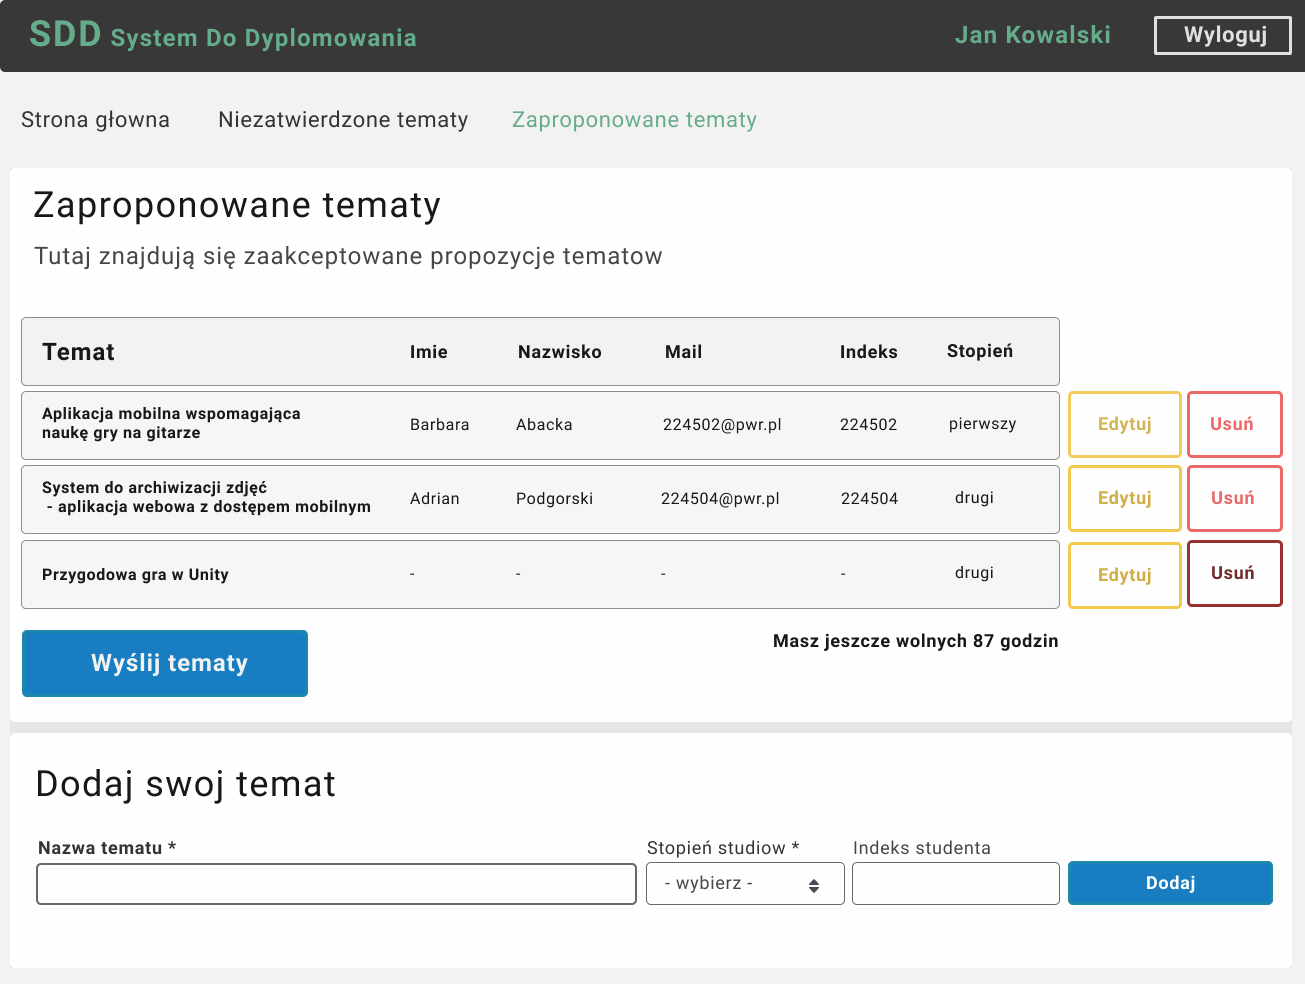 SDD System Do Dyplomowania
Jan Kowalski
Wyloguj
Strona głowna
Niezatwierdzone tematy
Zaproponowane tematy
Zaproponowane tematy
Tutaj znajdują się zaakceptowane propozycje tematow
Temat Imie Nazwisko Mail Indeks Stopień
Aplikacja mobilna wspomagająca
naukę gry na gitarze
Barbara Abacka 224502@pwr.pl 224502 pierwszy
Edytuj
Usuń
System do archiwizacji zdjęć
- aplikacja webowa z dostępem mobilnym
Adrian Podgorski 224504@pwr.pl 224504 drugi
Edytuj
Usuń
Przygodowa gra w Unity - - - - drugi
Edytuj
Usuń
Masz jeszcze wolnych 87 godzin
Wyślij tematy
Dodaj swoj temat
Nazwa tematu *
Stopień studiow *
Indeks studenta
- wybierz -
Dodaj